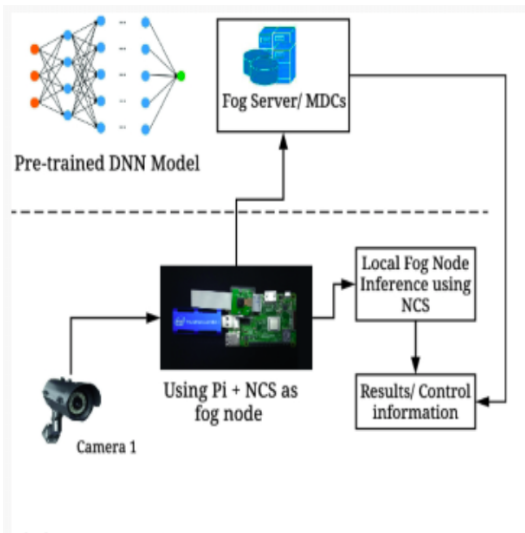 Fog Server/ MDCs
Pre-trained DNN Model
Local Fog Node
Inference using
NCS
Using Pi + NCS as
fog node
Results/ Control
information
Camera 1